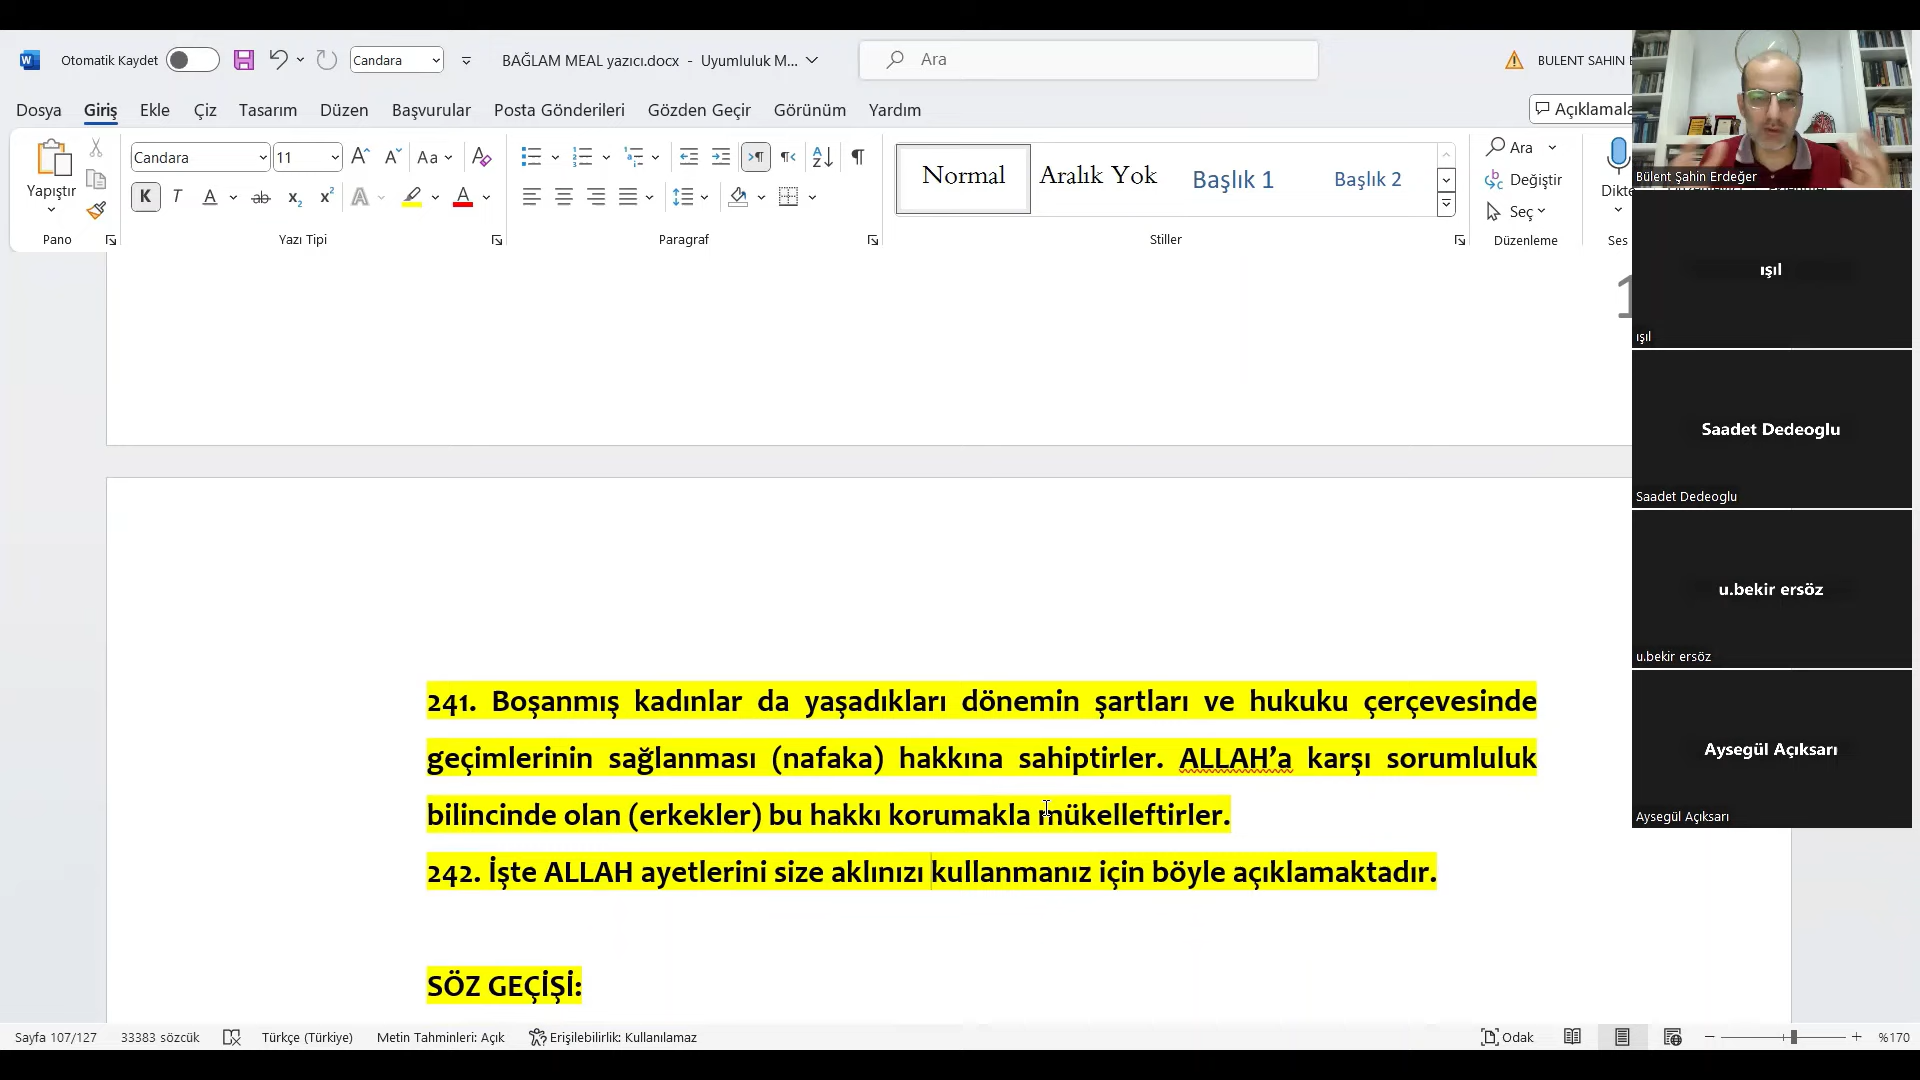 Otomatik Kaydet
Candara
BAĞLAM MEAL yazıcı.docx - Uyumluluk M...
Ara
BULENT SAHIN E
Dosya Giriş Ekle Çiz Tasarım Düzen Başvurular Posta Gönderileri Gözden Geçir Görünüm Yardım
Açıklamala
Yapıştır
Pano
Candara 11
Yazı Tipi
Paragraf
Normal Aralık Yok Başlık 1 Başlık 2
Stiller
Ara
Değiştir
Seç
Düzenleme
Dikte
Ses
241. Boşanmış kadınlar da yaşadıkları dönemin şartları ve hukuku çerçevesinde
geçimlerinin sağlanması (nafaka) hakkına sahiptirler. ALLAH’a karşı sorumluluk
bilincinde olan (erkekler) bu hakkı korumakla mükelleftirler.
242. İşte ALLAH ayetlerini size aklınızı kullanmanız için böyle açıklamaktadır.
SÖZ GEÇİŞİ:
Bülent Şahin Erdeğer
ışıl
ışıl
Saadet Dedeoglu
Saadet Dedeoglu
u.bekir ersöz
u.bekir ersöz
Aysegül Açıksarı
Aysegül Açıksarı
Sayfa 107/127 33383 sözcük Türkçe (Türkiye) Metin Tahminleri: Açık Erişilebilirlik: Kullanılamaz
Odak %170